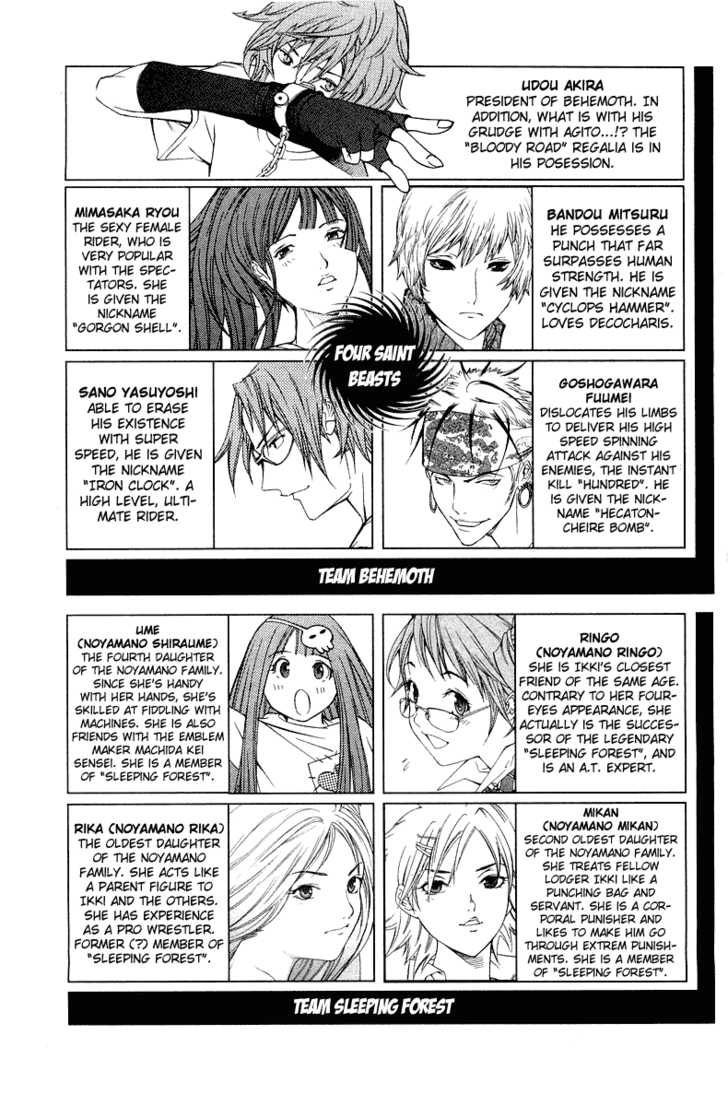 UDOU AKIRA
PRESIDENT OF BEHEMOTH. IN
ADDITION, WHAT IS WITH HIS
GRUDGE WITH AGITO...!? THE
"BLOODY ROAD" REGALIA IS IN
HIS POSESSION.
MIMASAKA RYOU
THE SEXY FEMALE
RIDER, WHO IS
VERY POPULAR
WITH THE SPEC-
TATORS. SHE
IS GIVEN THE
NICKNAME
"GORGON SHELL".
BANDOU MITSURU
HE POSSESSES A
PUNCH THAT FAR
SURPASSES HUMAN
STRENGTH. HE IS
GIVEN THE NICKNAME
"CYCLOPS HAMMER".
LOVES DECOCHARIS.
FOUR SAINT
BEASTS
SANO YASUYOSHI
ABLE TO ERASE
HIS EXISTENCE
WITH SUPER
SPEED, HE IS GIVEN
THE NICKNAME
"IRON CLOCK". A
HIGH LEVEL, ULTI-
MATE RIDER.
GOSHOGAWARA
FUUMEI
DISLOCATES HIS LIMBS
TO DELIVER HIS HIGH
SPEED SPINNING
ATTACK AGAINST HIS
ENEMIES, THE INSTANT
KILL "HUNDRED". HE
IS GIVEN THE NICK-
NAME "HECATON-
CHEIRE BOMB".
TEAM BEHEMOTH
UME
(NOYAMANO SHIRAUME)
THE FOURTH DAUGHTER
OF THE NOYAMANO FAMILY.
SINCE SHE'S HANDY
WITH HER HANDS, SHE'S
SKILLED AT FIDDLING WITH
MACHINES. SHE IS ALSO
FRIENDS WITH THE EMBLEM
MAKER MACHIDA KEI
SENSEI. SHE IS A MEMBER
OF "SLEEPING FOREST".
RINGO
(NOYAMANO RINGO)
SHE IS IKKI'S CLOSEST
FRIEND OF THE SAME AGE.
CONTRARY TO HER FOUR-
EYES APPEARANCE, SHE
ACTUALLY IS THE SUCCES-
SOR OF THE LEGENDARY
"SLEEPING FOREST", AND
IS AN A.T. EXPERT.
RIKA (NOYAMANO RIKA)
THE OLDEST DAUGHTER
OF THE NOYAMANO
FAMILY. SHE ACTS LIKE
A PARENT FIGURE TO
IKKI AND THE OTHERS.
SHE HAS EXPERIENCE
AS A PRO WRESTLER.
FORMER (?) MEMBER OF
"SLEEPING FOREST".
MIKAN
(NOYAMANO MIKAN)
SECOND OLDEST DAUGHTER
OF THE NOYAMANO FAMILY.
SHE TREATS FELLOW
LODGER IKKI LIKE A
PUNCHING BAG AND
SERVANT. SHE IS A COR-
PORAL PUNISHER AND
LIKES TO MAKE HIM GO
THROUGH EXTREM PUNISH-
MENTS. SHE IS A MEMBER
OF "SLEEPING FOREST".
TEAM SLEEPING FOREST